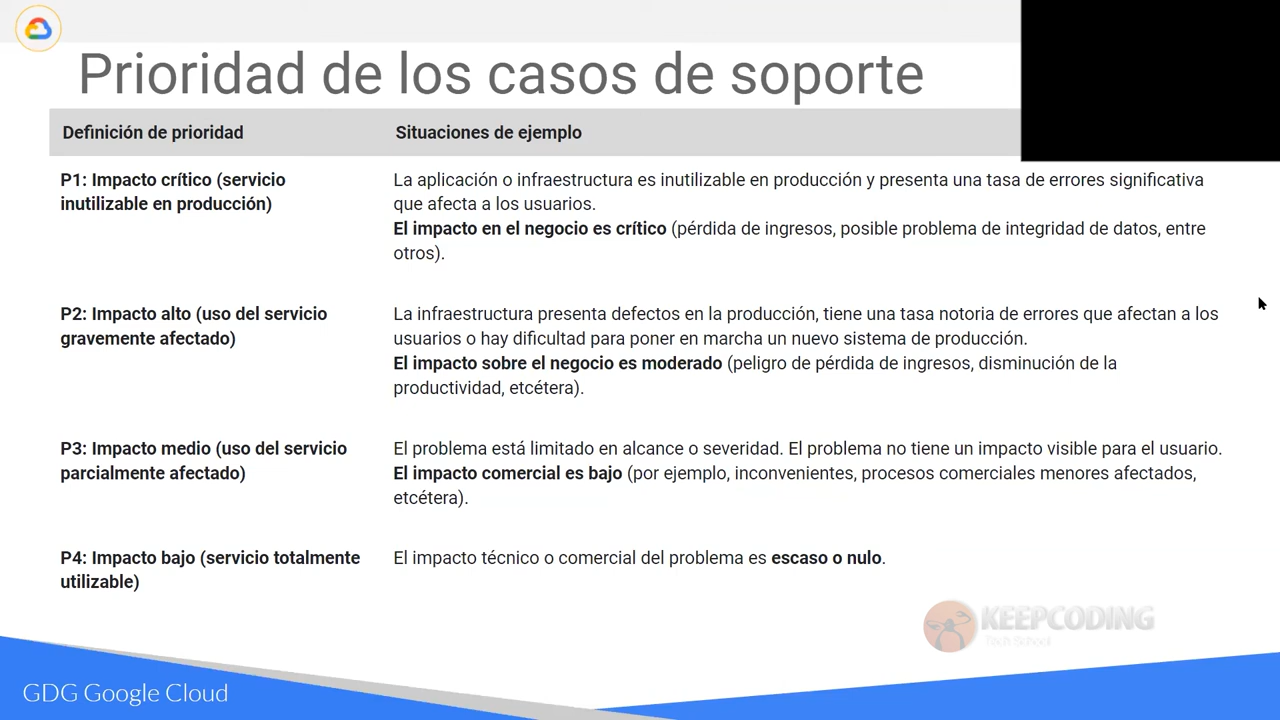 Prioridad de los casos de soporte
Definición de prioridad
Situaciones de ejemplo
P1: Impacto crítico (servicio
inutilizable en producción)
La aplicación o infraestructura es inutilizable en producción y presenta una tasa de errores significativa
que afecta a los usuarios.
El impacto en el negocio es crítico (pérdida de ingresos, posible problema de integridad de datos, entre
otros).
P2: Impacto alto (uso del servicio
gravemente afectado)
La infraestructura presenta defectos en la producción, tiene una tasa notoria de errores que afectan a los
usuarios o hay dificultad para poner en marcha un nuevo sistema de producción.
El impacto sobre el negocio es moderado (peligro de pérdida de ingresos, disminución de la
productividad, etcétera).
P3: Impacto medio (uso del servicio
parcialmente afectado)
El problema está limitado en alcance o severidad. El problema no tiene un impacto visible para el usuario.
El impacto comercial es bajo (por ejemplo, inconvenientes, procesos comerciales menores afectados,
etcétera).
P4: Impacto bajo (servicio totalmente
utilizable)
El impacto técnico o comercial del problema es escaso o nulo.
KEEPCODING
Tech School
GDG Google Cloud